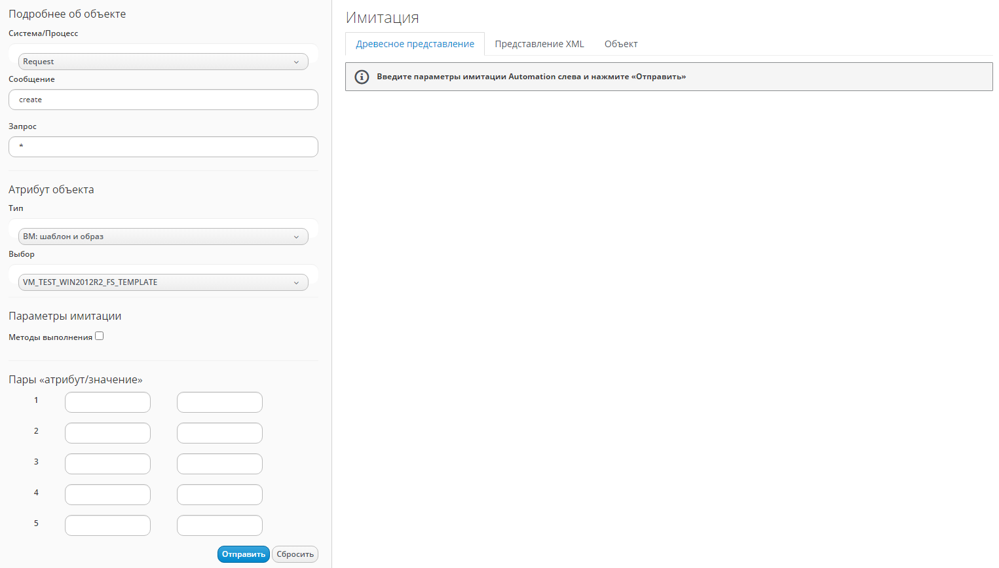 Подробнее об объекте
Система/Процесс
Request
Сообщение
create
Запрос
*
Атрибут объекта
Тип
ВМ: шаблон и образ
Выбор
VM_TEST_WIN2012R2_FS_TEMPLATE
Параметры имитации
Методы выполнения
Пары «атрибут/значение»
1
2
3
4
5
Отправить Сбросить
Имитация
Древесное представление Представление XML Объект
Введите параметры имитации Automation слева и нажмите «Отправить»